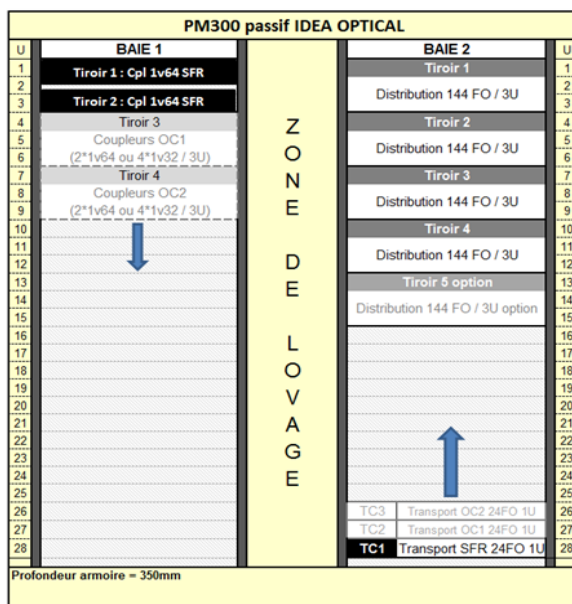 PM300 passif IDEA OPTICAL
U BAIE 1 BAIE 2 U
1 Tiroir 1 : Cpl 1v64 SFR Tiroir 1 1
2 Distribution 144 FO / 3U 2
3 Tiroir 2 : Cpl 1v64 SFR 3
4 Tiroir 3 Tiroir 2 4
5 Coupleurs OC1 Distribution 144 FO / 3U 5
6 (2*1v64 ou 4*1v32 / 3U) 6
7 Tiroir 4 Tiroir 3 7
8 Coupleurs OC2 Distribution 144 FO / 3U 8
9 (2*1v64 ou 4*1v32 / 3U) 9
10 Tiroir 4 10
11 Distribution 144 FO / 3U 11
12 12
13 Tiroir 5 option 13
14 Distribution 144 FO / 3U option 14
15 15
16 16
17 17
18 18
19 19
20 20
21 21
22 22
23 23
24 24
25 25
26 TC3 Transport OC2 24FO 1U 26
27 TC2 Transport OC1 24FO 1U 27
28 TC1 Transport SFR 24FO 1U 28
ZONE DE LOVAGE
Profondeur armoire = 350mm